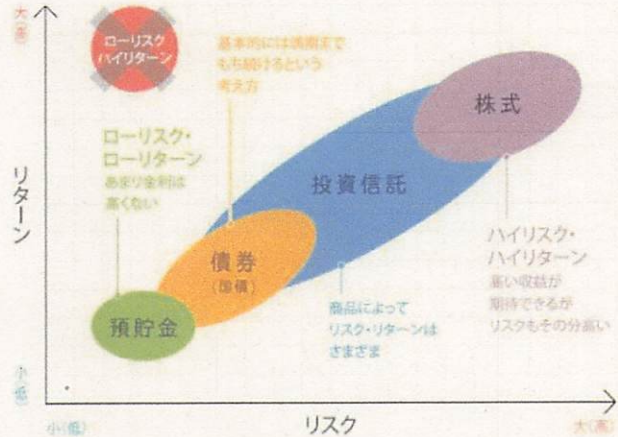 大(高)
ローリスク
ハイリターン
基本的には満期まで
もち続けるという
考え方
株式
ローリスク・
ローリターン
あまり金利は
高くない
リターン
投資信託
債券
(国債)
ハイリスク・
ハイリターン
高い収益が
期待できるが
リスクもその分高い
預貯金
商品によって
リスク・リターンは
さまざま
小(低)
小(低)
リスク
大(高)